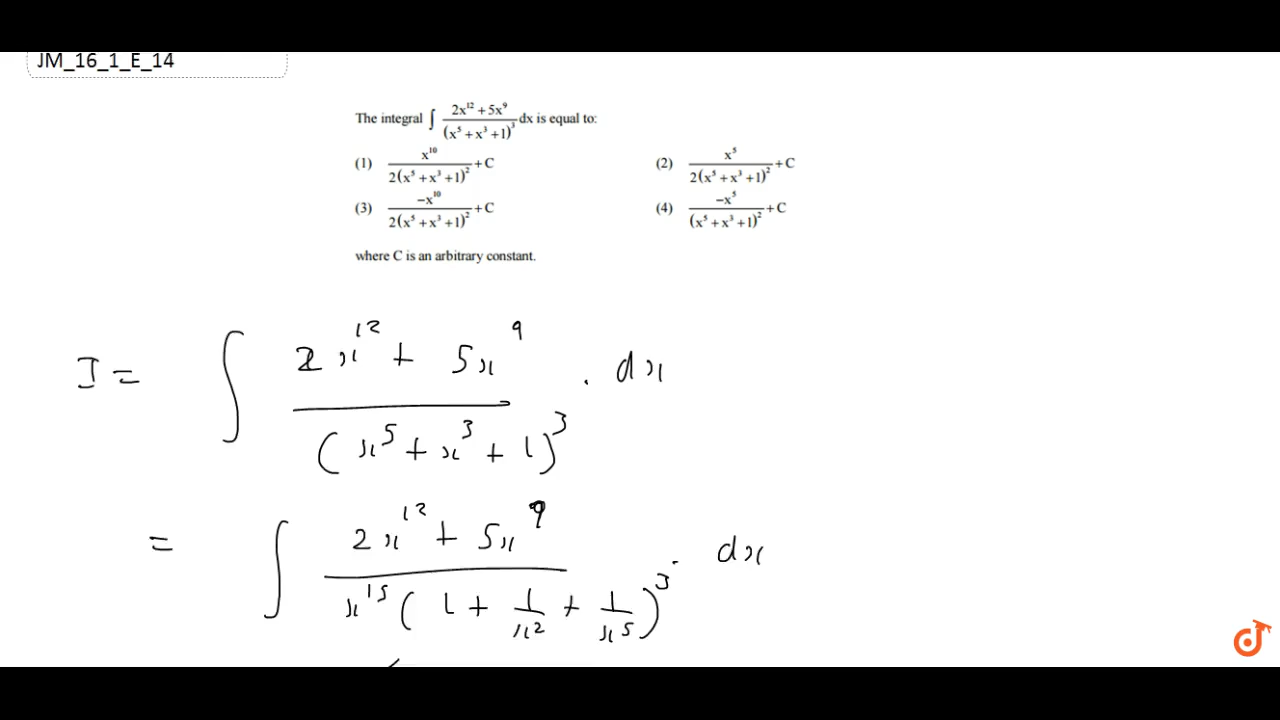 JM_16_1_E_14
The integral ∫ (2x¹² + 5x⁹)/(x⁵ + x³ + 1)³ dx is equal to:
(1) x¹⁰/(2(x⁵ + x³ + 1)²) + C (2) x⁵/(2(x⁵ + x³ + 1)²) + C
(3) −x¹⁰/(2(x⁵ + x³ + 1)²) + C (4) −x⁵/(x⁵ + x³ + 1)² + C
where C is an arbitrary constant.
I = ∫ (2x¹² + 5x⁹)/(x⁵ + x³ + 1)³ . dx
= ∫ (2x¹² + 5x⁹)/(x¹⁵(1 + 1/x² + 1/x⁵)³) . dx